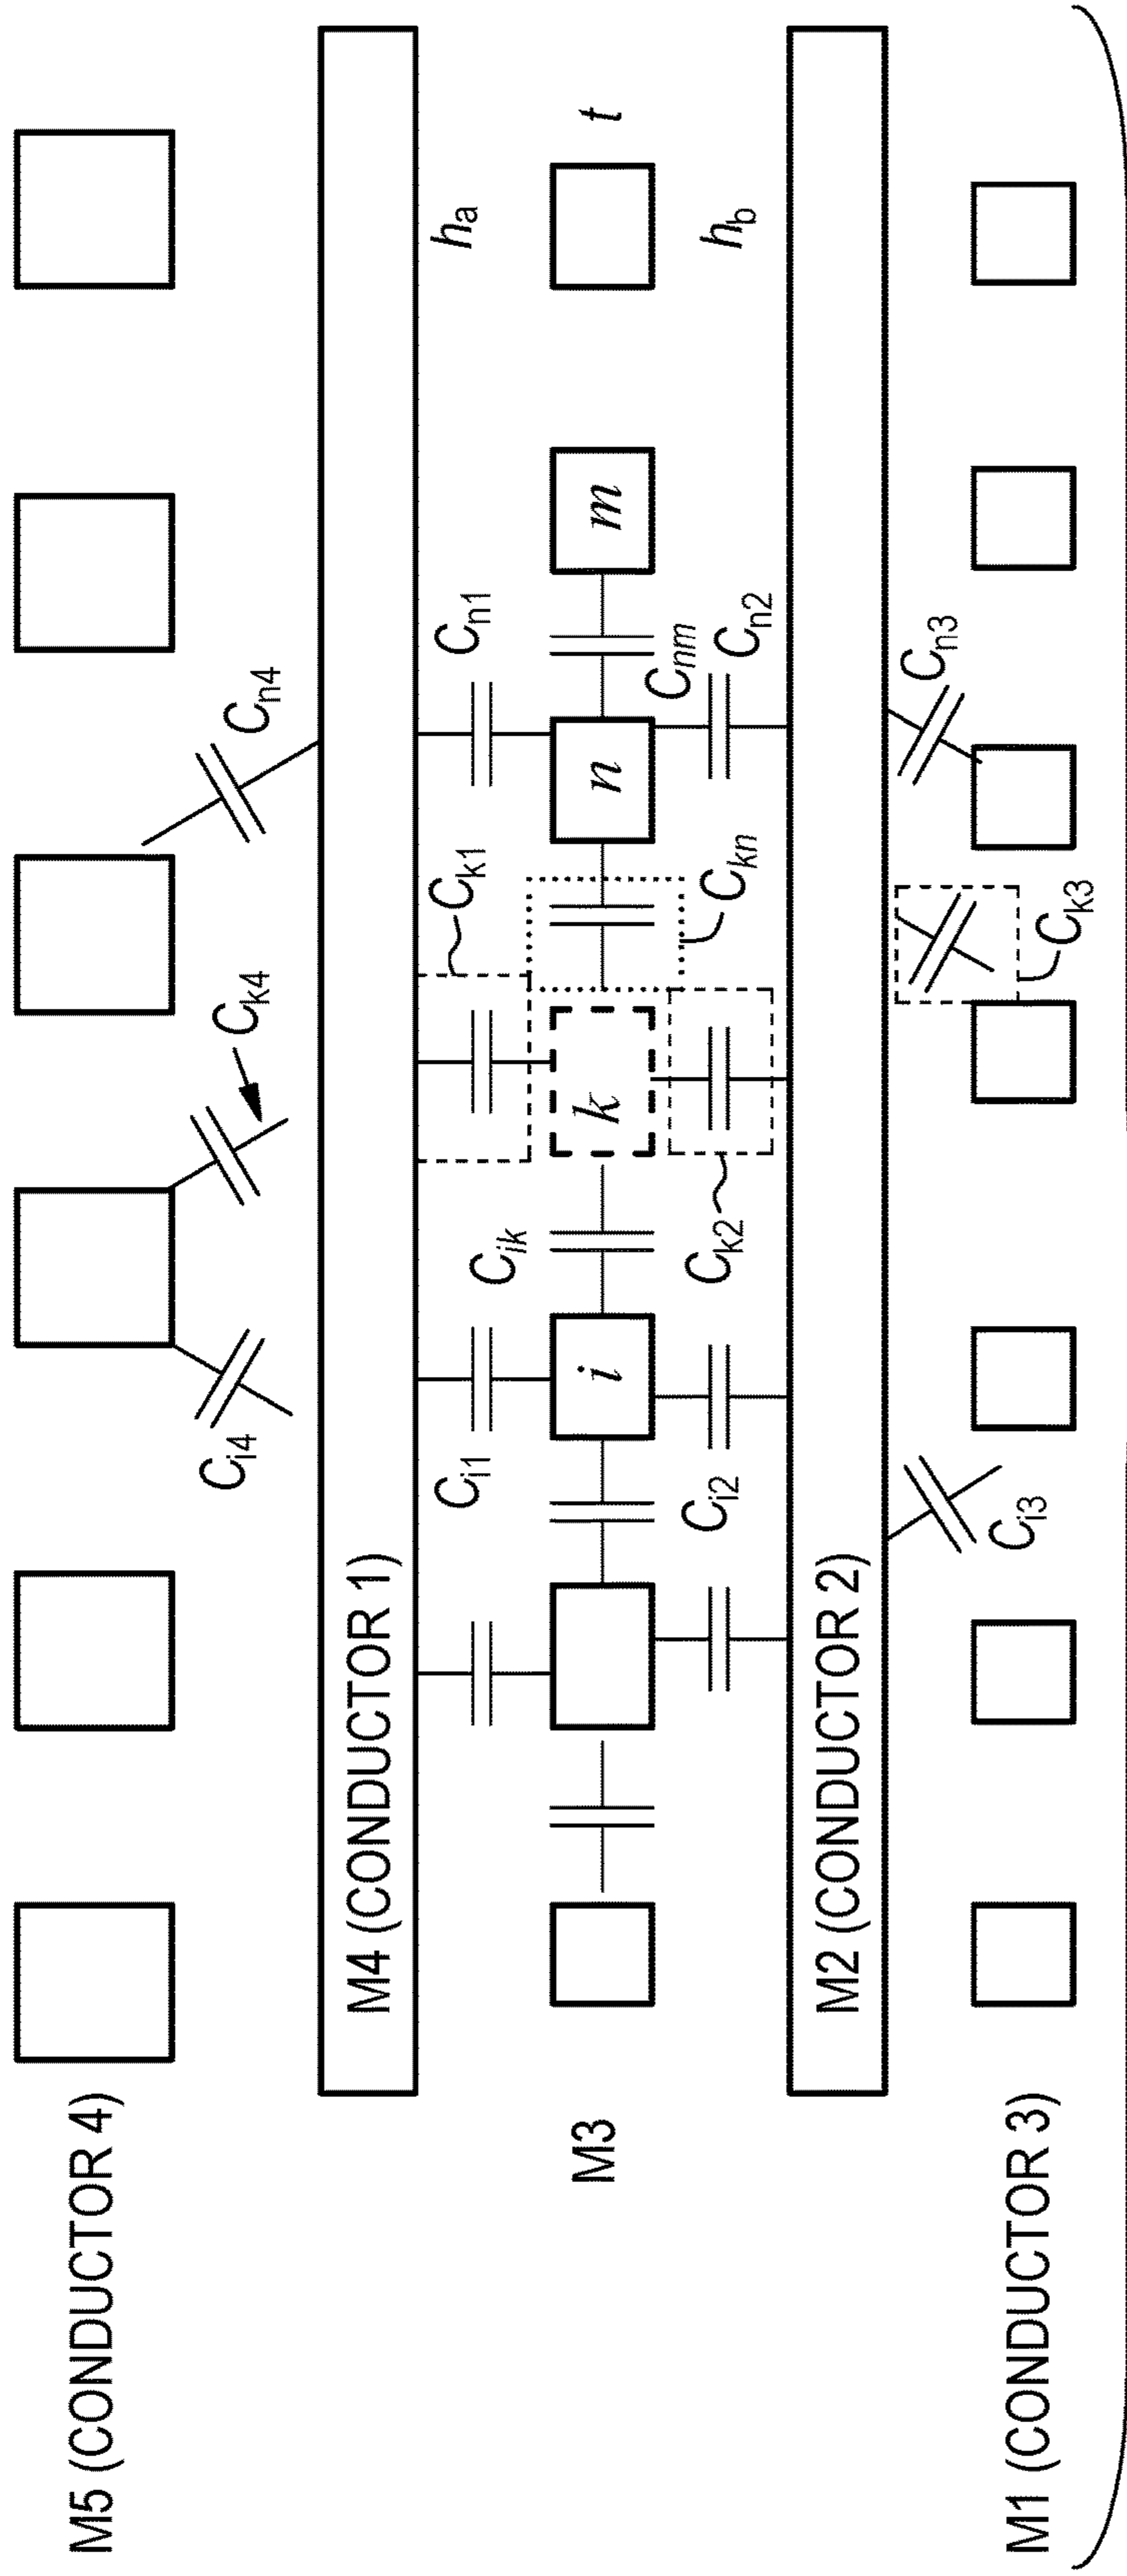 M5 (CONDUCTOR 4)
C_i4
C_k4
C_n4
M4 (CONDUCTOR 1)
C_i1
C_ik
C_k1
C_n1
h_a
M3
i
k
n
m
t
C_i2
C_k2
C_kn
C_nm
C_n2
h_b
M2 (CONDUCTOR 2)
C_i3
C_k3
C_n3
M1 (CONDUCTOR 3)